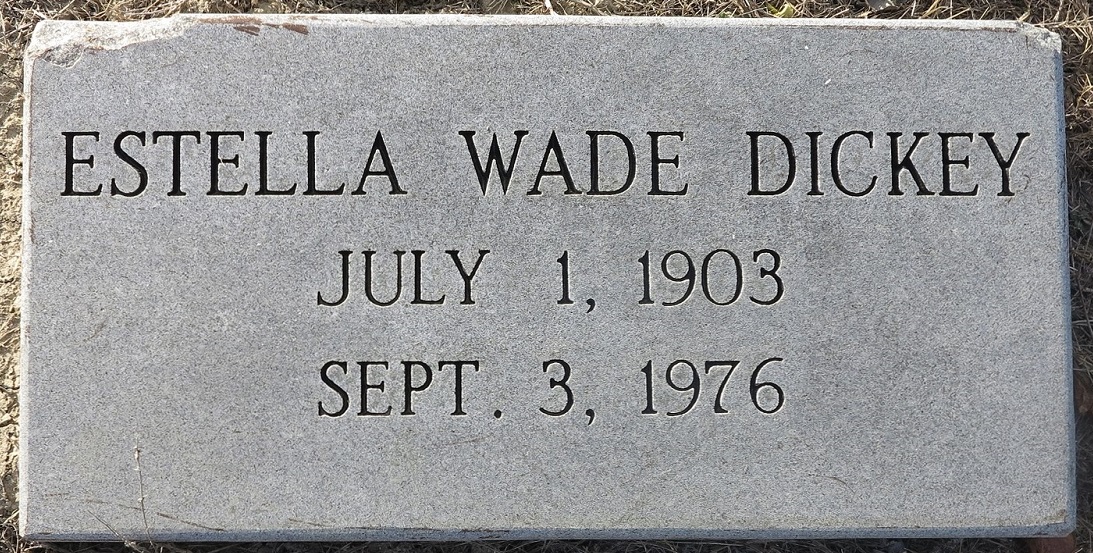 ESTELLA WADE DICKEY
JULY 1, 1903
SEPT. 3, 1976